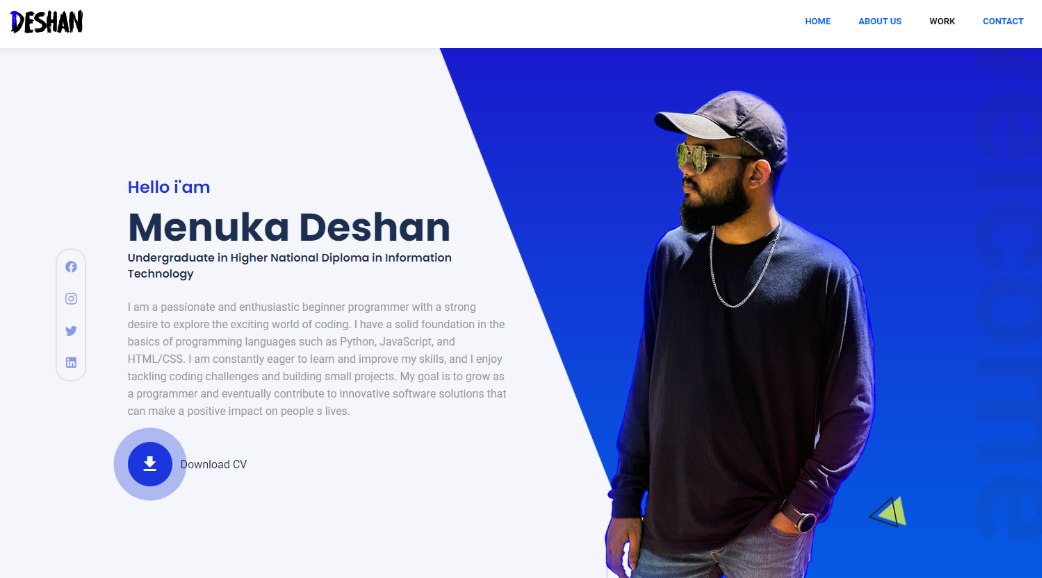 DESHAN
HOME ABOUT US WORK CONTACT
Hello i'am
Menuka Deshan
Undergraduate in Higher National Diploma in Information
Technology
I am a passionate and enthusiastic beginner programmer with a strong
desire to explore the exciting world of coding. I have a solid foundation in the
basics of programming languages such as Python, JavaScript, and
HTML/CSS. I am constantly eager to learn and improve my skills, and I enjoy
tackling coding challenges and building small projects. My goal is to grow as
a programmer and eventually contribute to innovative software solutions that
can make a positive impact on people s lives.
Download CV